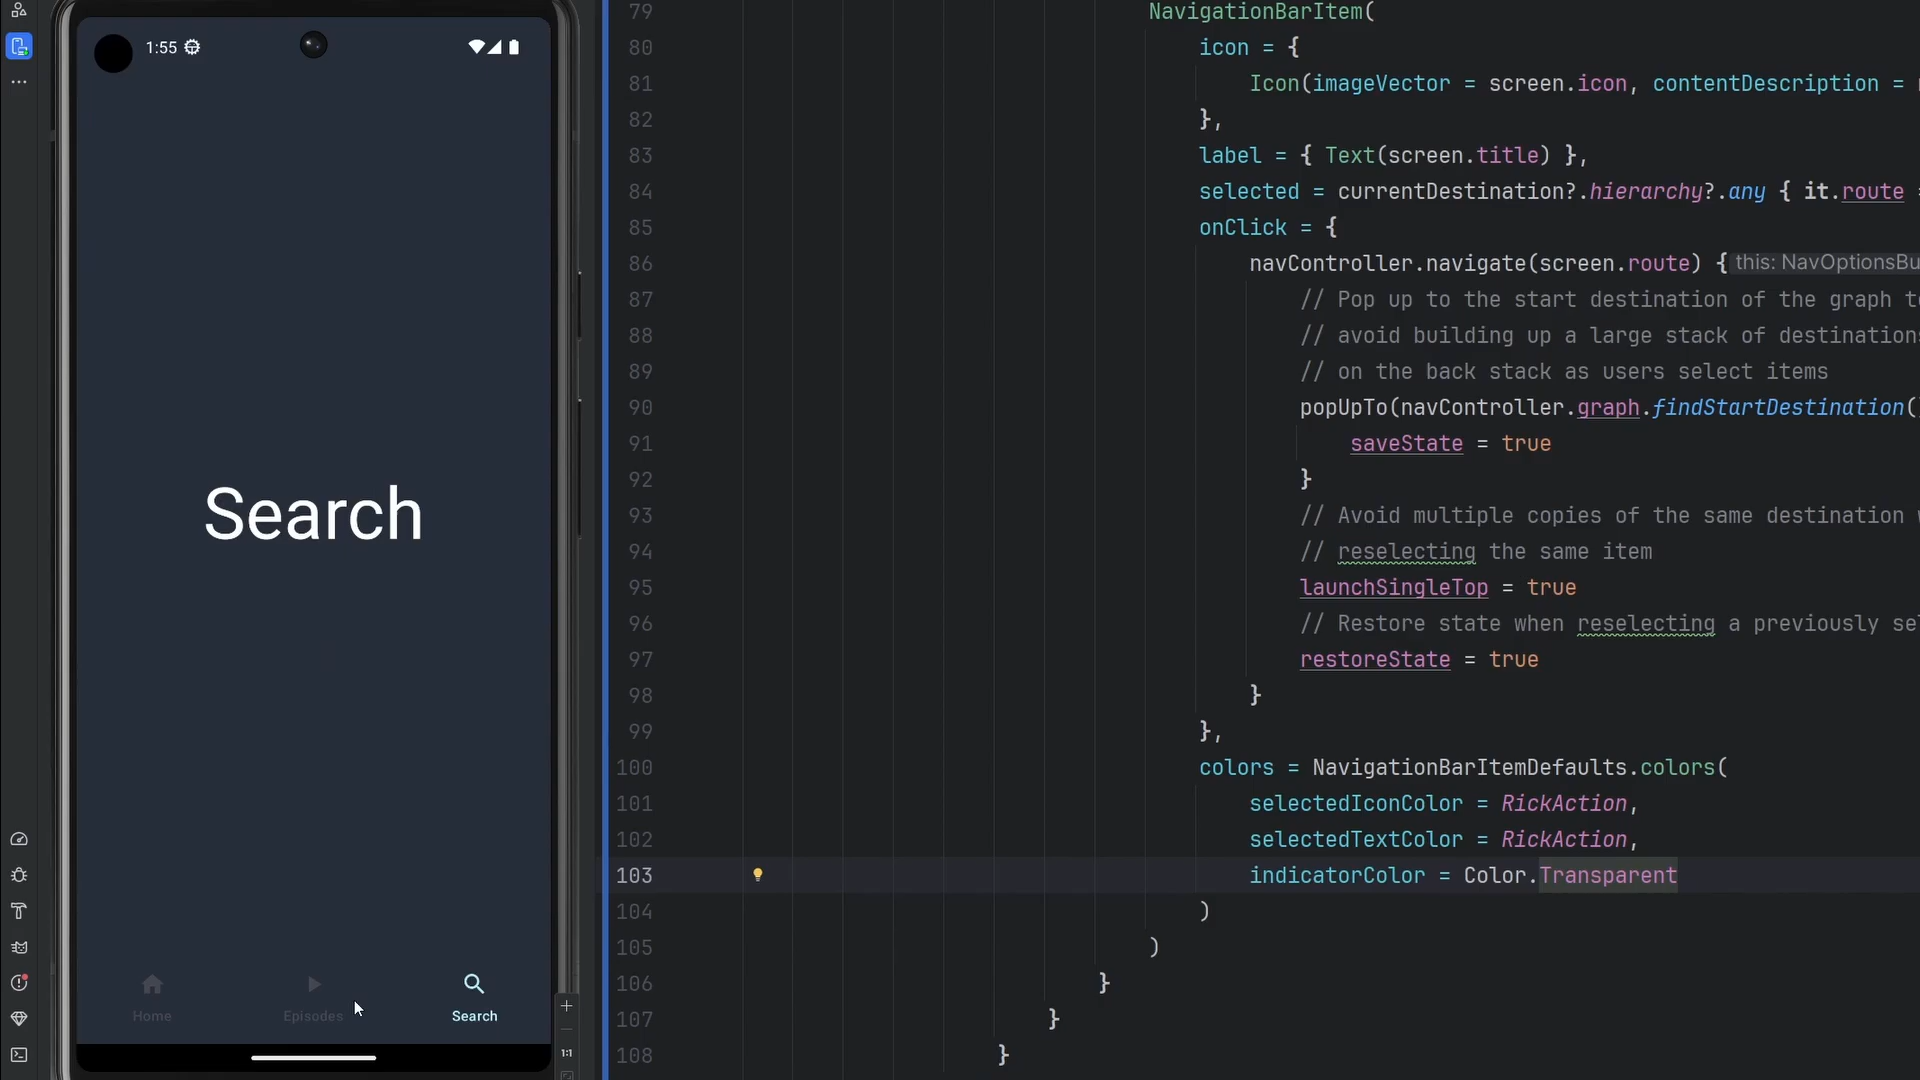 1:55
Search
Home
Episodes
Search
1:1
79 NavigationBarItem(
80 icon = {
81 Icon(imageVector = screen.icon, contentDescription =
82 },
83 label = { Text(screen.title) },
84 selected = currentDestination?.hierarchy?.any { it.route =
85 onClick = {
86 navController.navigate(screen.route) { this: NavOptionsBu
87 // Pop up to the start destination of the graph to
88 // avoid building up a large stack of destinations
89 // on the back stack as users select items
90 popUpTo(navController.graph.findStartDestination()
91 saveState = true
92 }
93 // Avoid multiple copies of the same destination w
94 // reselecting the same item
95 launchSingleTop = true
96 // Restore state when reselecting a previously sel
97 restoreState = true
98 }
99 },
100 colors = NavigationBarItemDefaults.colors(
101 selectedIconColor = RickAction,
102 selectedTextColor = RickAction,
103 indicatorColor = Color.Transparent
104 )
105 )
106 }
107 }
108 }